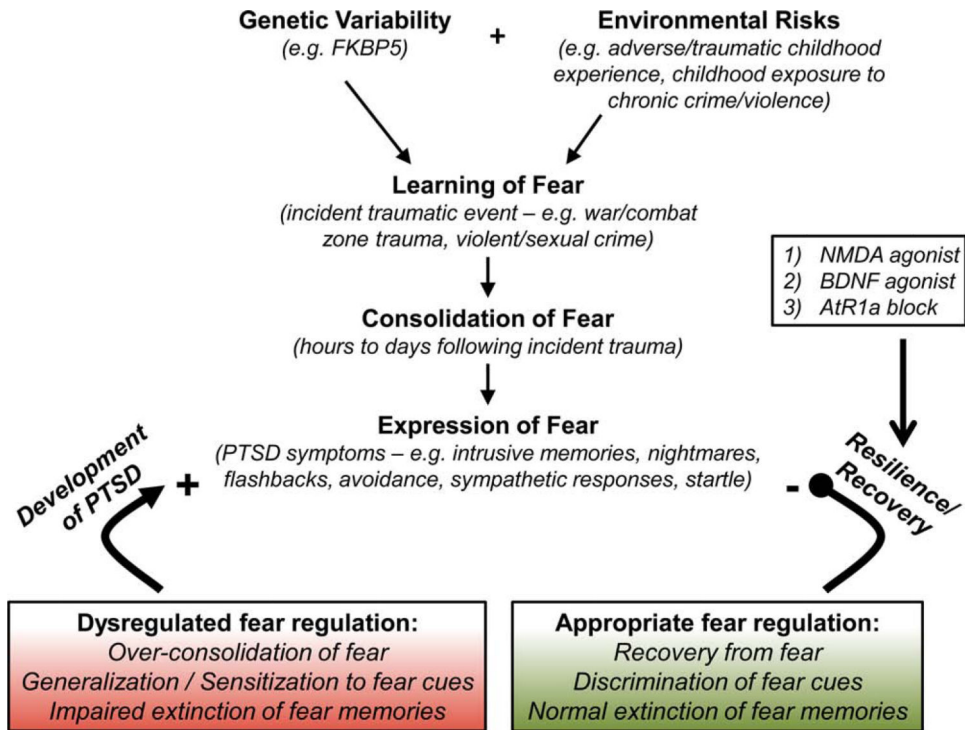 Genetic Variability
(e.g. FKBP5)
+
Environmental Risks
(e.g. adverse/traumatic childhood
experience, childhood exposure to
chronic crime/violence)
Learning of Fear
(incident traumatic event – e.g. war/combat
zone trauma, violent/sexual crime)
1) NMDA agonist
2) BDNF agonist
3) AtR1a block
Consolidation of Fear
(hours to days following incident trauma)
Expression of Fear
(PTSD symptoms – e.g. intrusive memories, nightmares,
flashbacks, avoidance, sympathetic responses, startle)
Development
of PTSD
+
-
Resilience/
Recovery
Dysregulated fear regulation:
Over-consolidation of fear
Generalization / Sensitization to fear cues
Impaired extinction of fear memories
Appropriate fear regulation:
Recovery from fear
Discrimination of fear cues
Normal extinction of fear memories